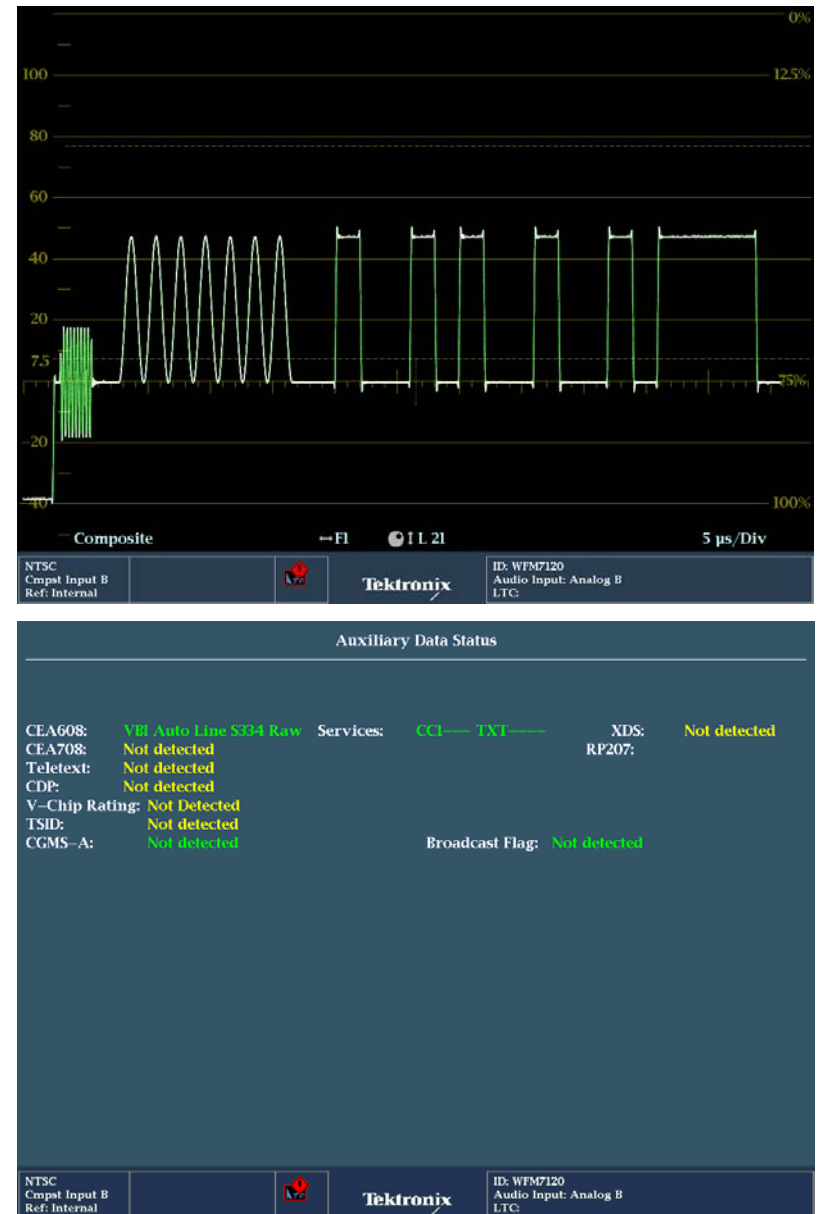 0%
100
12.5%
80
60
40
20
7.5
75%
-20
-40
100%
Composite
F1
L 21
5 µs/Div
NTSC
Cmpst Input B
Ref: Internal
Tektronix
ID: WFM7120
Audio Input: Analog B
LTC:
Auxiliary Data Status
CEA608: VBI Auto Line S334 Raw Services: CC1––– TXT–––– XDS: Not detected
CEA708: Not detected RP207:
Teletext: Not detected
CDP: Not detected
V–Chip Rating: Not Detected
TSID: Not detected
CGMS–A: Not detected Broadcast Flag: Not detected
NTSC
Cmpst Input B
Ref: Internal
Tektronix
ID: WFM7120
Audio Input: Analog B
LTC: